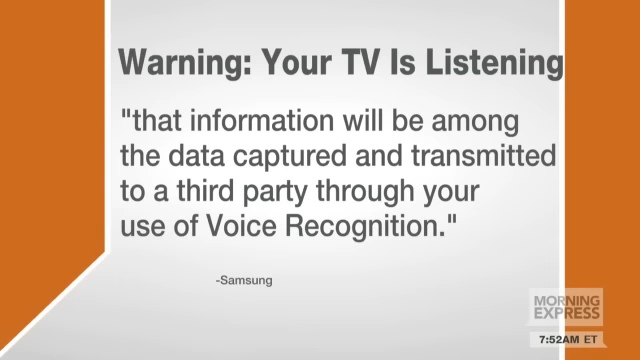 Warning: Your TV Is Listening
"that information will be among
the data captured and transmitted
to a third party through your
use of Voice Recognition."
-Samsung
MORNING
EXPRESS
7:52AM ET